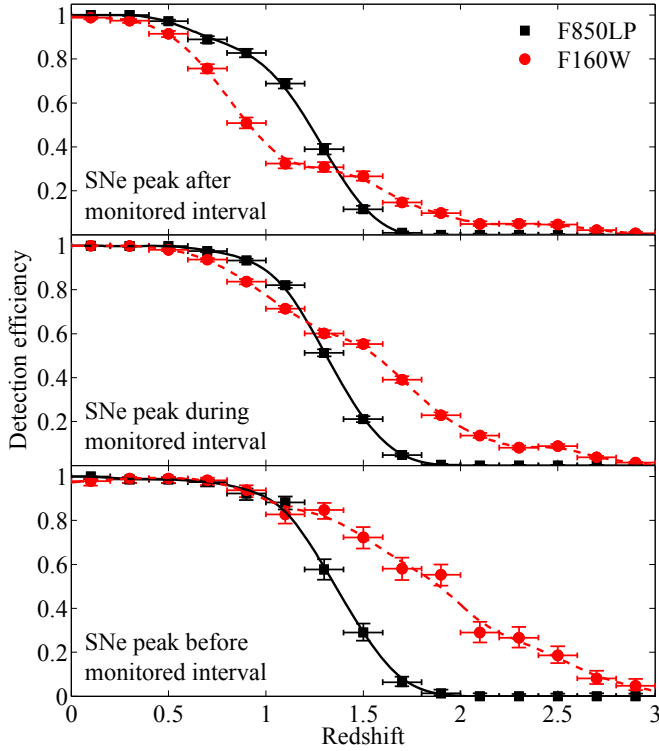 F850LP
F160W
1
0.8
0.6
0.4
0.2
SNe peak after
monitored interval
1
0.8
0.6
0.4
0.2
SNe peak during
monitored interval
Detection efficiency
1
0.8
0.6
0.4
0.2
0
SNe peak before
monitored interval
0 0.5 1 1.5 2 2.5 3
Redshift